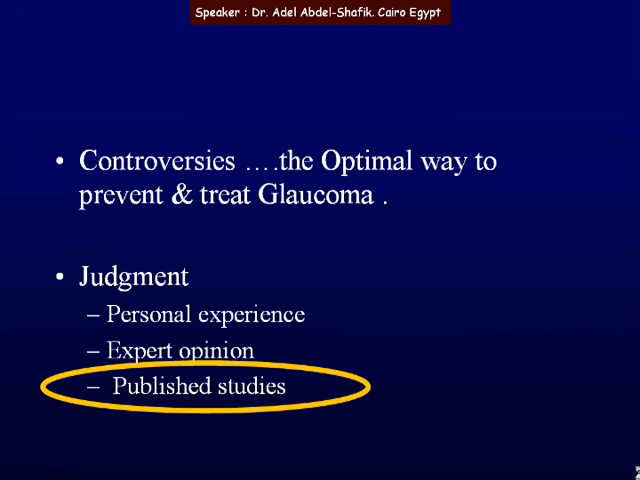 Speaker : Dr. Adel Abdel-Shafik. Cairo Egypt
• Controversies ….the Optimal way to
prevent & treat Glaucoma .
• Judgment
– Personal experience
– Expert opinion
– Published studies